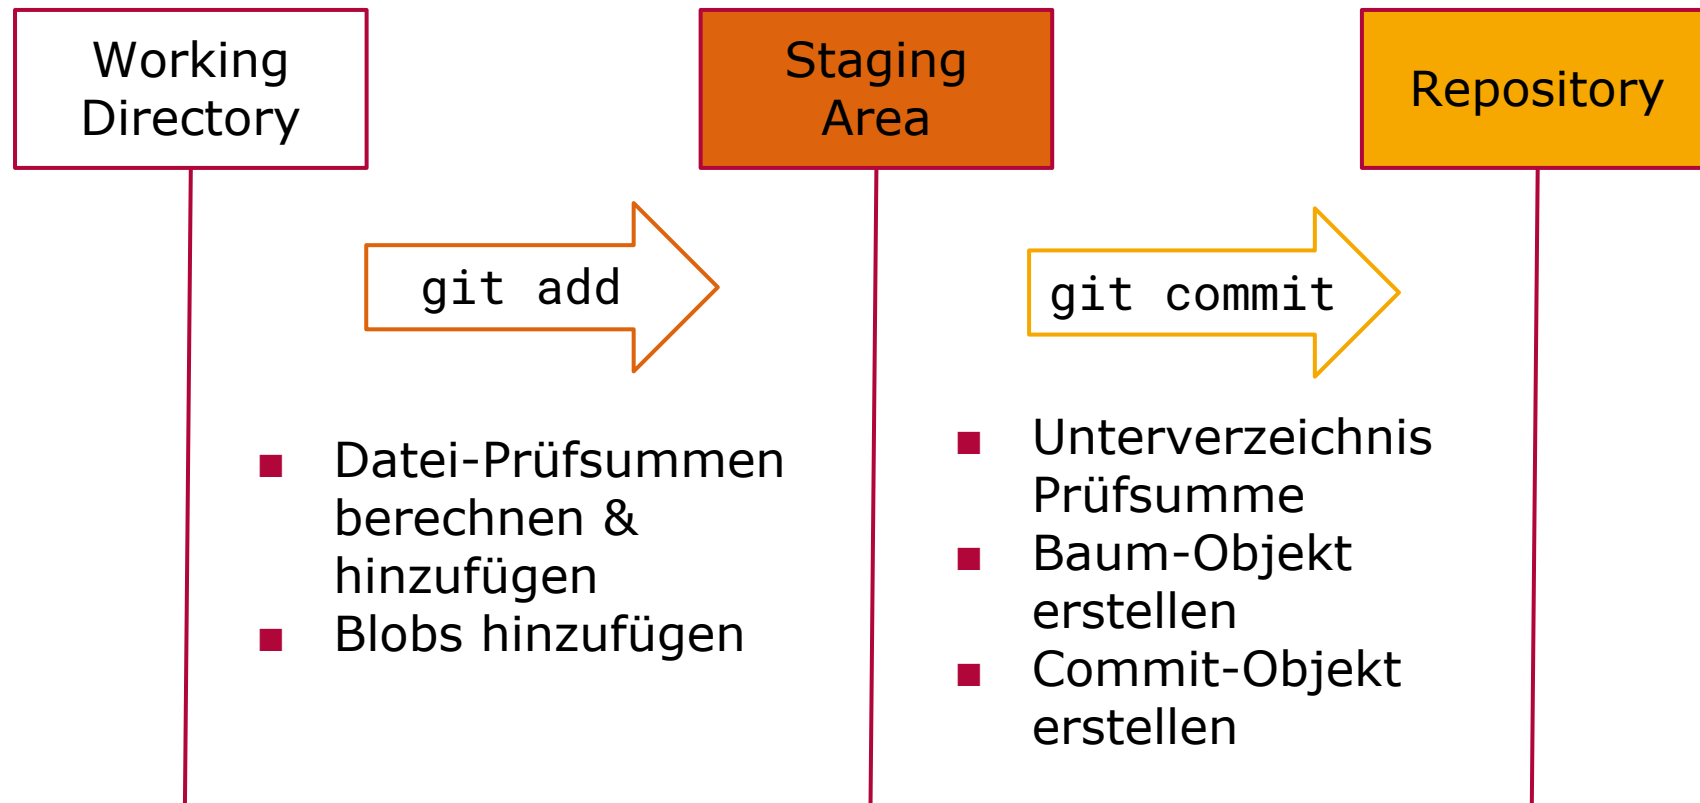 Working
Directory
Staging
Area
Repository
git add
git commit
■ Datei-Prüfsummen
berechnen &
hinzufügen
■ Blobs hinzufügen
■ Unterverzeichnis
Prüfsumme
■ Baum-Objekt
erstellen
■ Commit-Objekt
erstellen